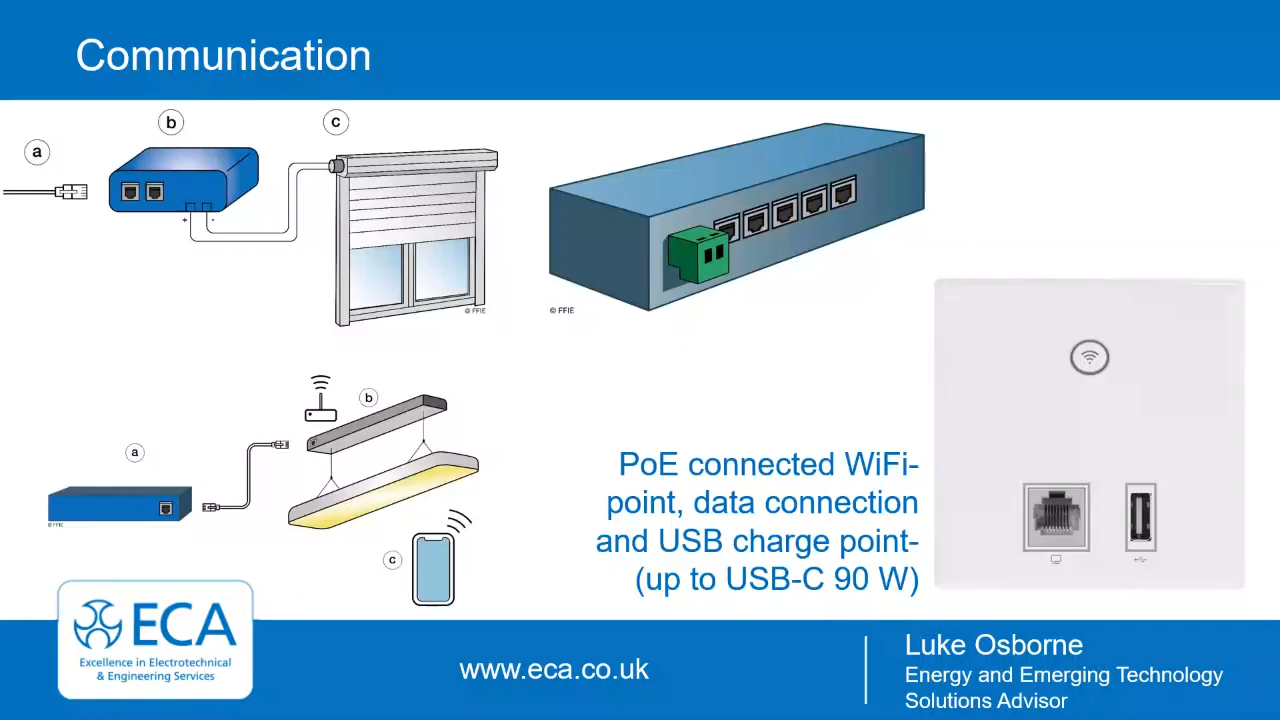 Communication
a
b
c
+
-
© FFIE
© FFIE
b
a
© FFIE
c
PoE connected WiFi-
point, data connection
and USB charge point-
(up to USB-C 90 W)
ECA
Excellence in Electrotechnical
& Engineering Services
www.eca.co.uk
Luke Osborne
Energy and Emerging Technology
Solutions Advisor